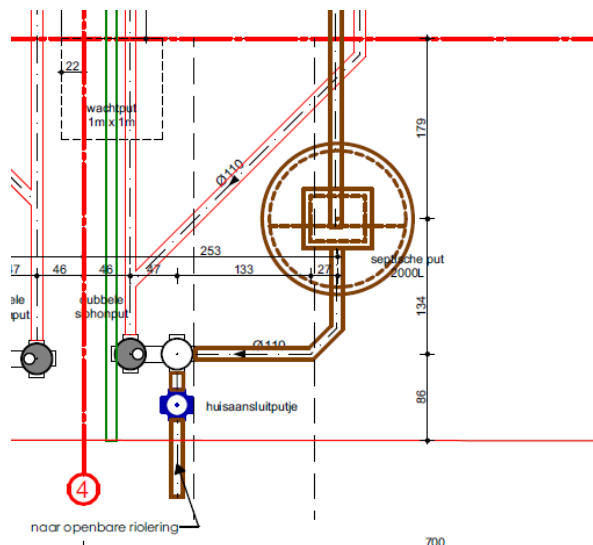 22
wachtput
1m x 1m
179
Ø110
253
septische put
2000L
47
46
46
47
133
27
134
dubbele
sifonput
Ø110
86
huisaansluitputje
4
naar openbare riolering
700